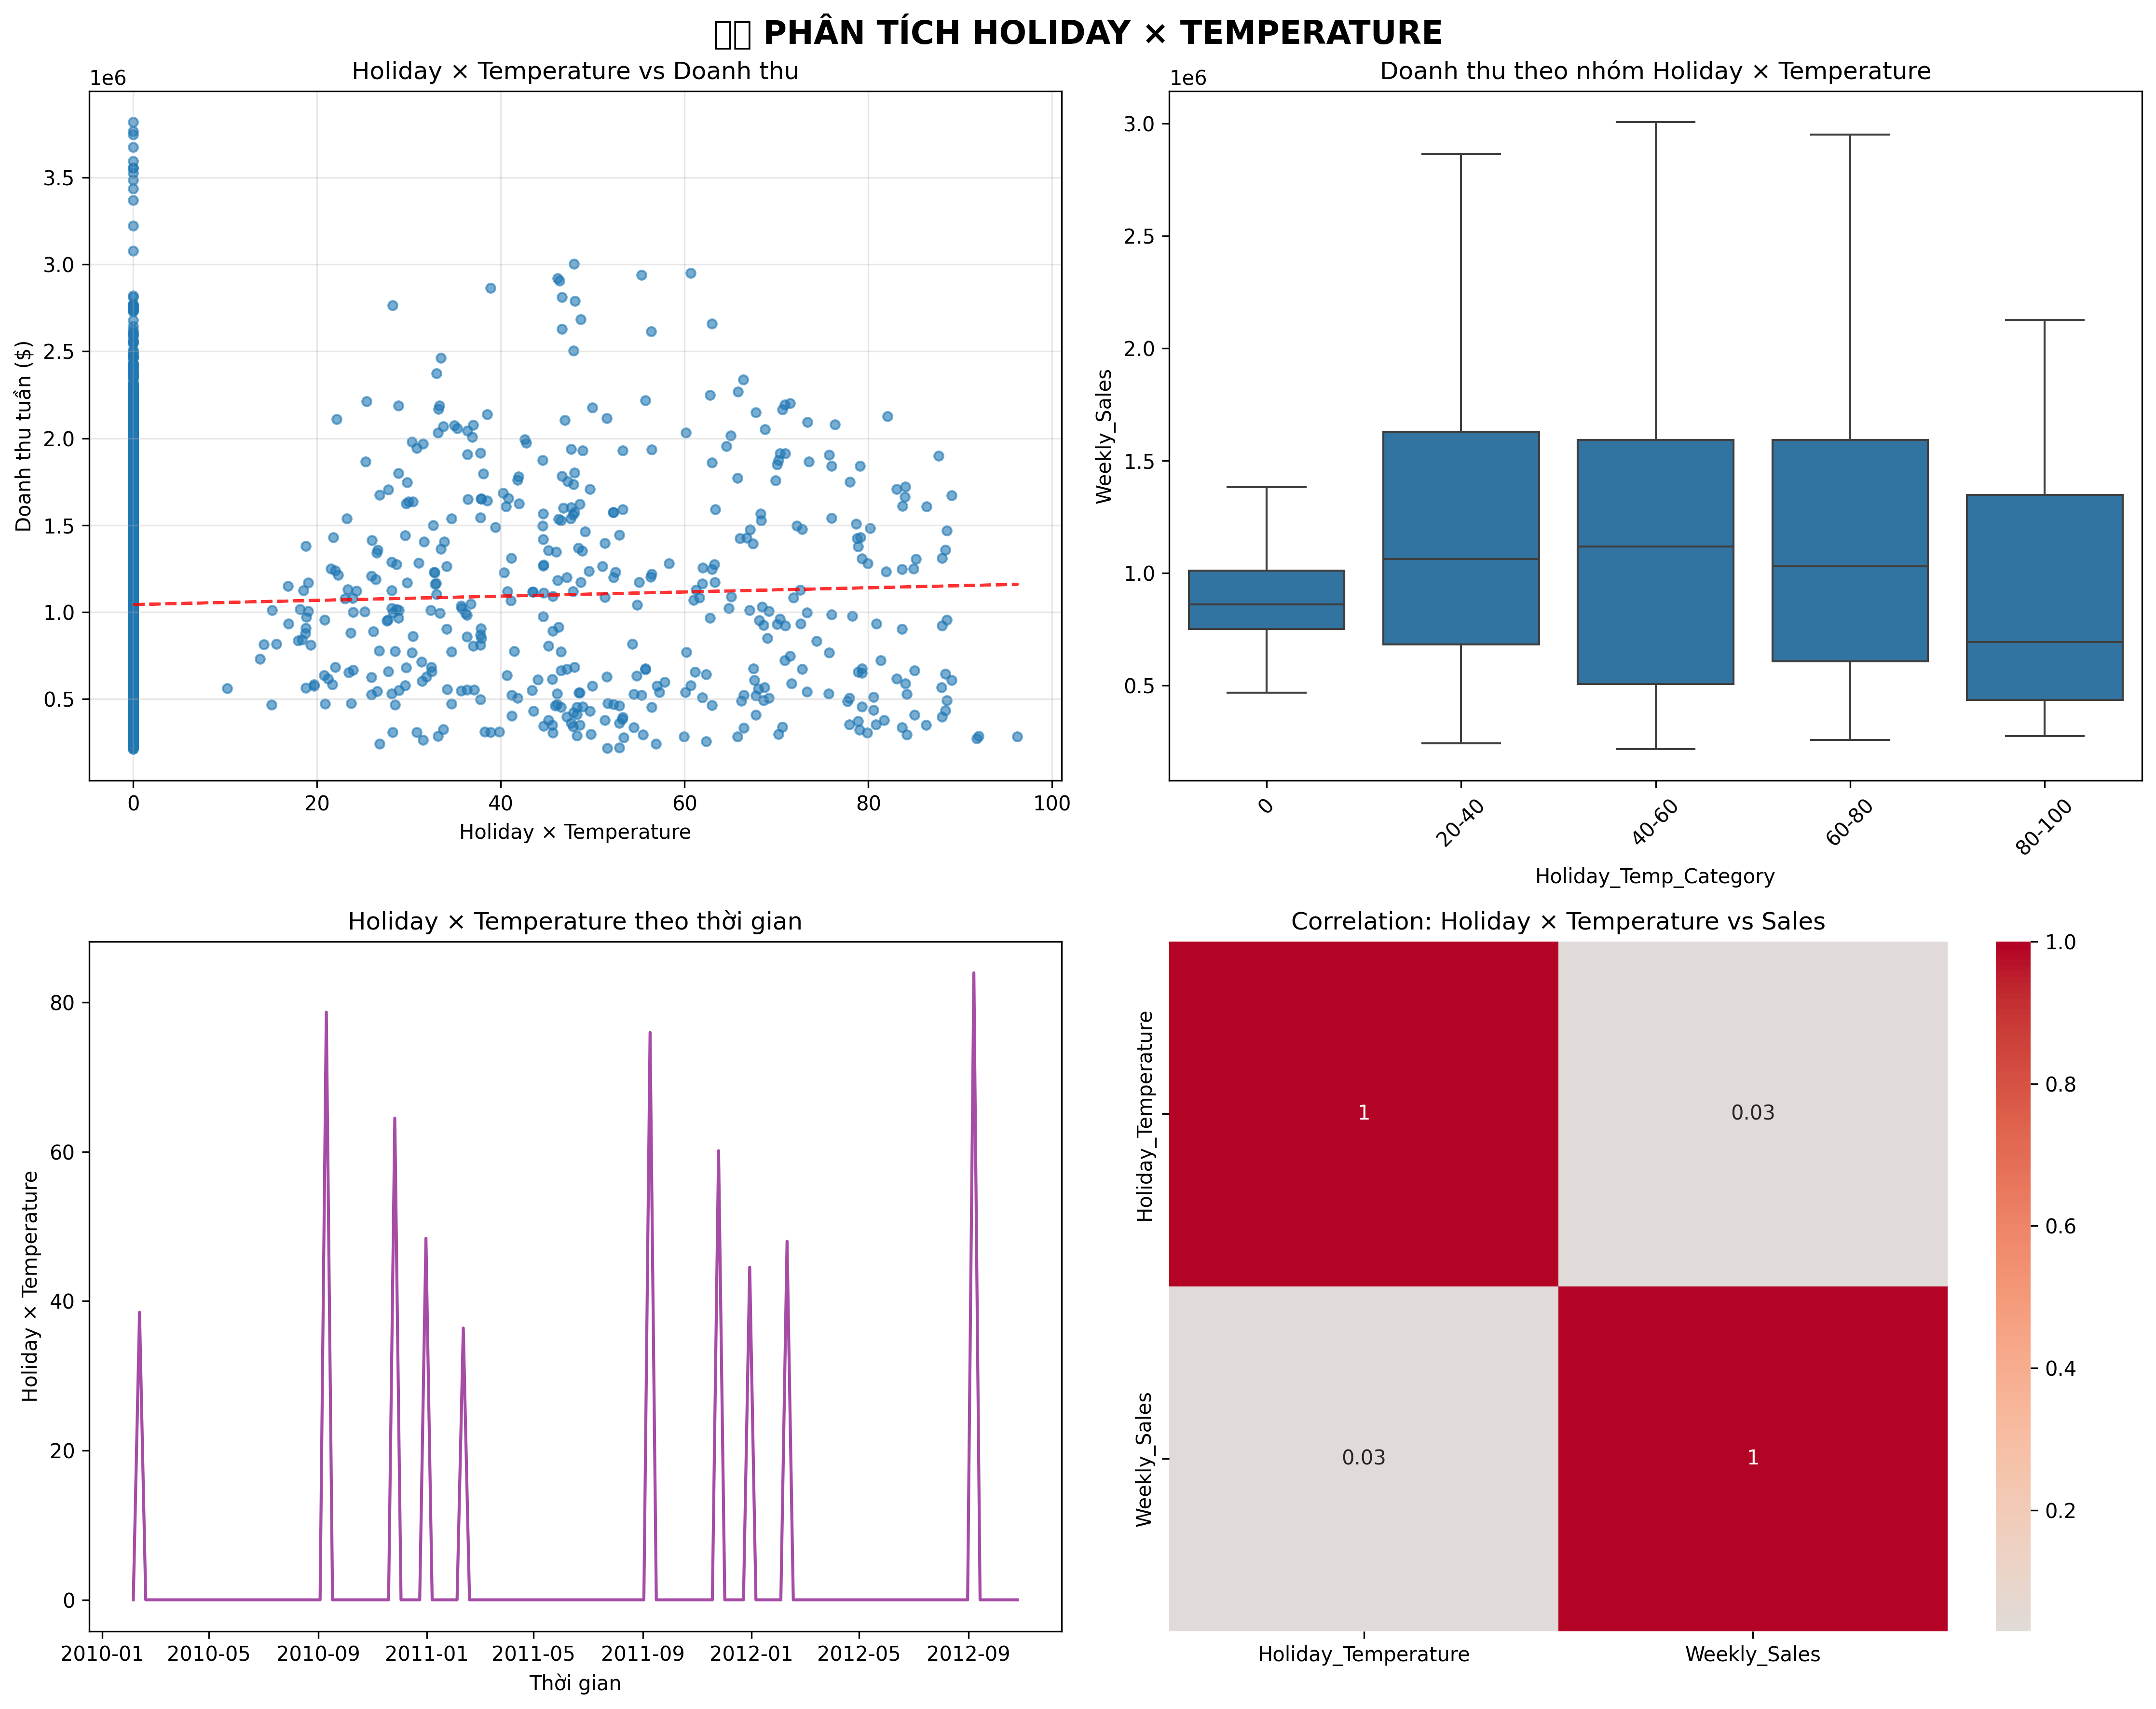 PHÂN TÍCH HOLIDAY × TEMPERATURE
Holiday × Temperature vs Doanh thu
1e6
3.5
3.0
2.5
2.0
1.5
1.0
0.5
Doanh thu tuần ($)
0 20 40 60 80 100
Holiday × Temperature
Doanh thu theo nhóm Holiday × Temperature
1e6
3.0
2.5
2.0
1.5
1.0
0.5
Weekly_Sales
0 20-40 40-60 60-80 80-100
Holiday_Temp_Category
Holiday × Temperature theo thời gian
80
60
40
20
0
Holiday × Temperature
2010-01 2010-05 2010-09 2011-01 2011-05 2011-09 2012-01 2012-05 2012-09
Thời gian
Correlation: Holiday × Temperature vs Sales
Holiday_Temperature
1 0.03
Weekly_Sales
0.03 1
Holiday_Temperature Weekly_Sales
1.0
0.8
0.6
0.4
0.2